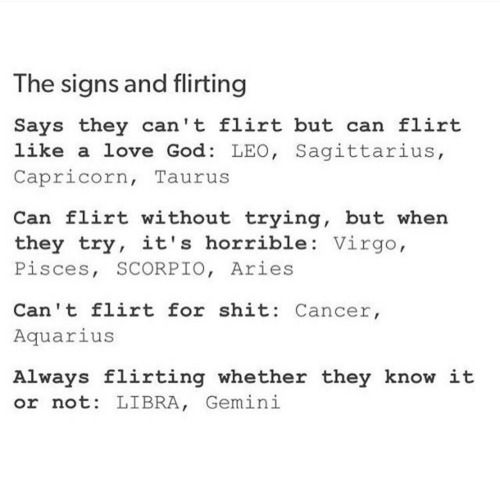 The signs and flirting
Says they can't flirt but can flirt
like a love God: LEO, Sagittarius,
Capricorn, Taurus
Can flirt without trying, but when
they try, it's horrible: Virgo,
Pisces, SCORPIO, Aries
Can't flirt for shit: Cancer,
Aquarius
Always flirting whether they know it
or not: LIBRA, Gemini